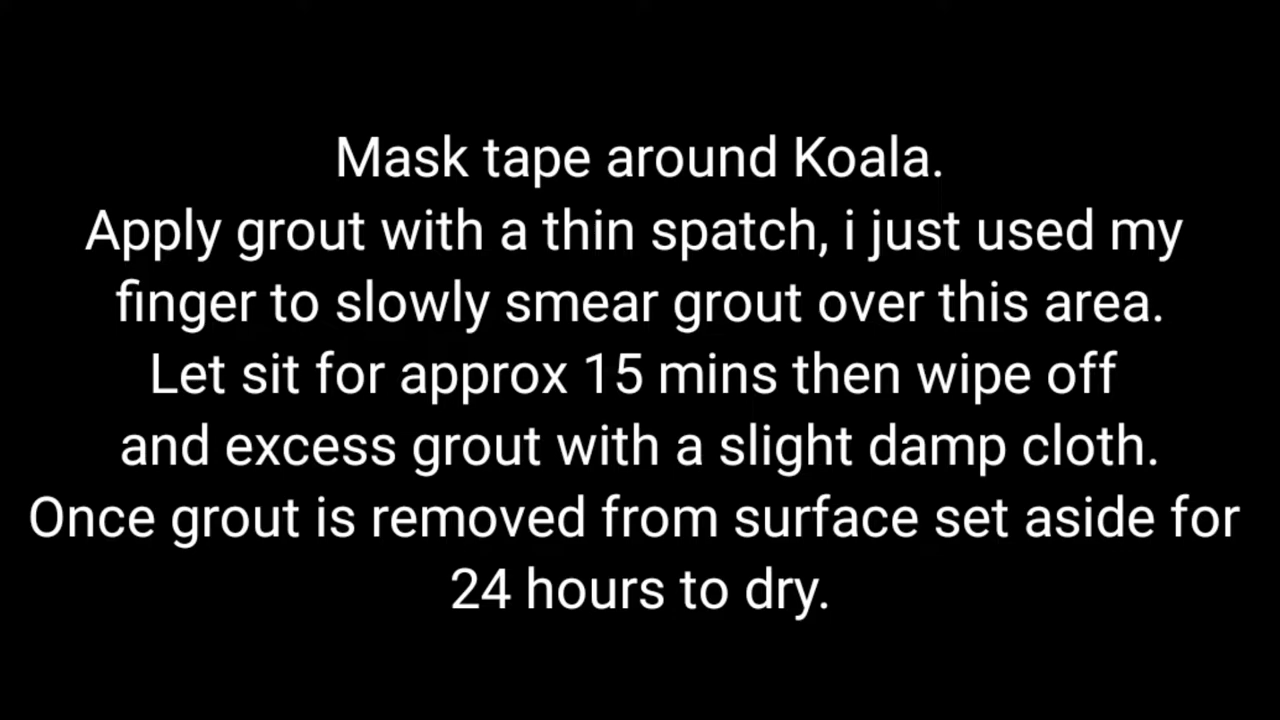 Mask tape around Koala.
Apply grout with a thin spatch, i just used my
finger to slowly smear grout over this area.
Let sit for approx 15 mins then wipe off
and excess grout with a slight damp cloth.
Once grout is removed from surface set aside for
24 hours to dry.